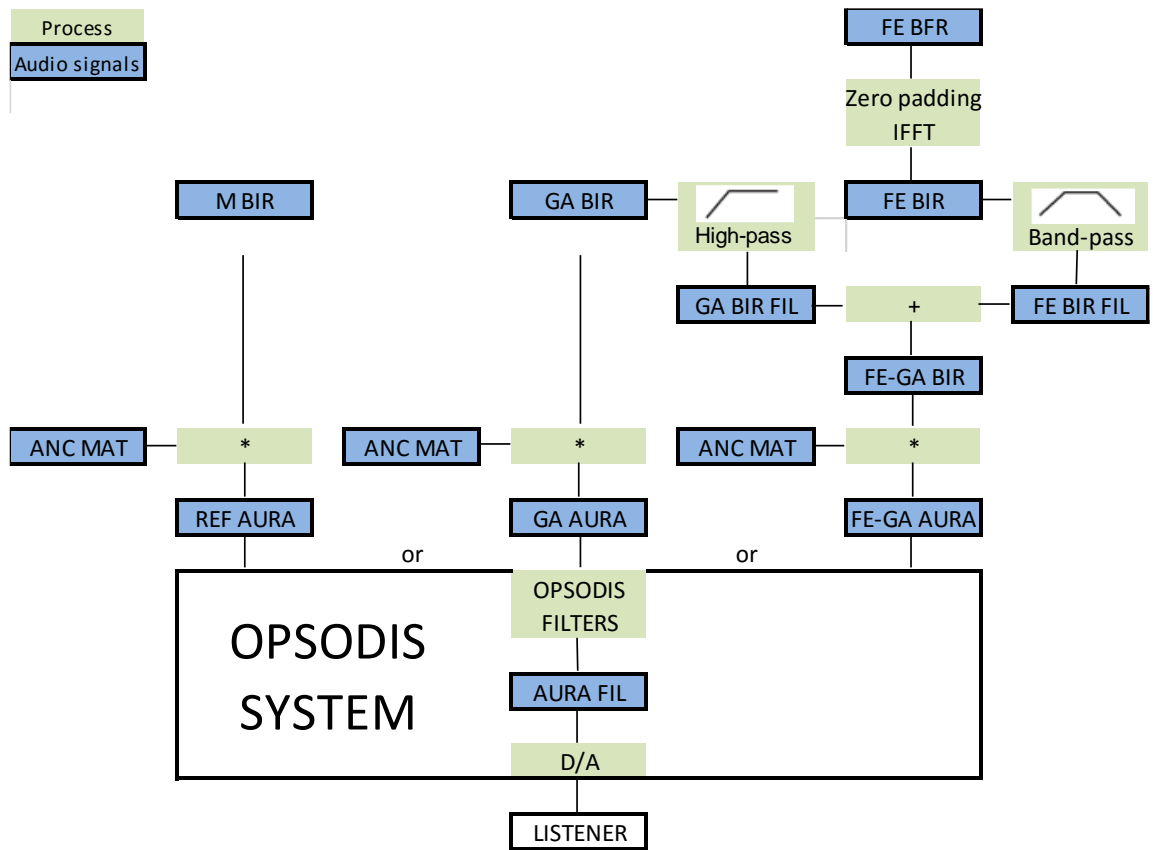 Process
Audio signals
FE BFR
Zero padding
IFFT
M BIR
GA BIR
High-pass
FE BIR
Band-pass
GA BIR FIL
+
FE BIR FIL
FE-GA BIR
ANC MAT
*
ANC MAT
*
ANC MAT
*
REF AURA
GA AURA
FE-GA AURA
or
or
OPSODIS
FILTERS
OPSODIS
SYSTEM
AURA FIL
D/A
LISTENER